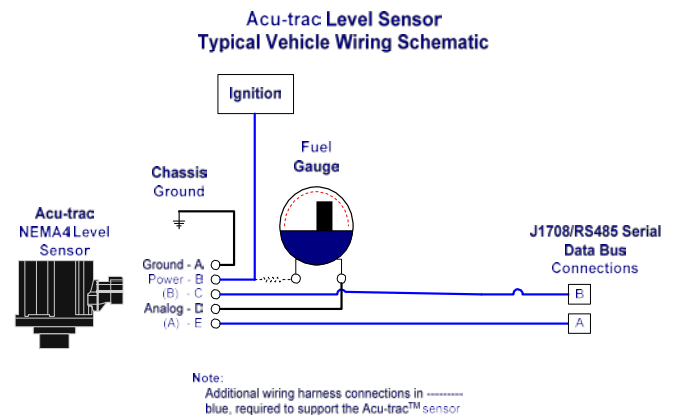 Acu-trac Level Sensor
Typical Vehicle Wiring Schematic
Ignition
Fuel
Gauge
Chassis
Ground
Acu-trac
NEMA4 Level
Sensor
J1708/RS485 Serial
Data Bus
Connections
Ground - A
Power - B
(B) - C
Analog - D
(A) - E
B
A
Note:
Additional wiring harness connections in ---------
blue, required to support the Acu-trac™ sensor